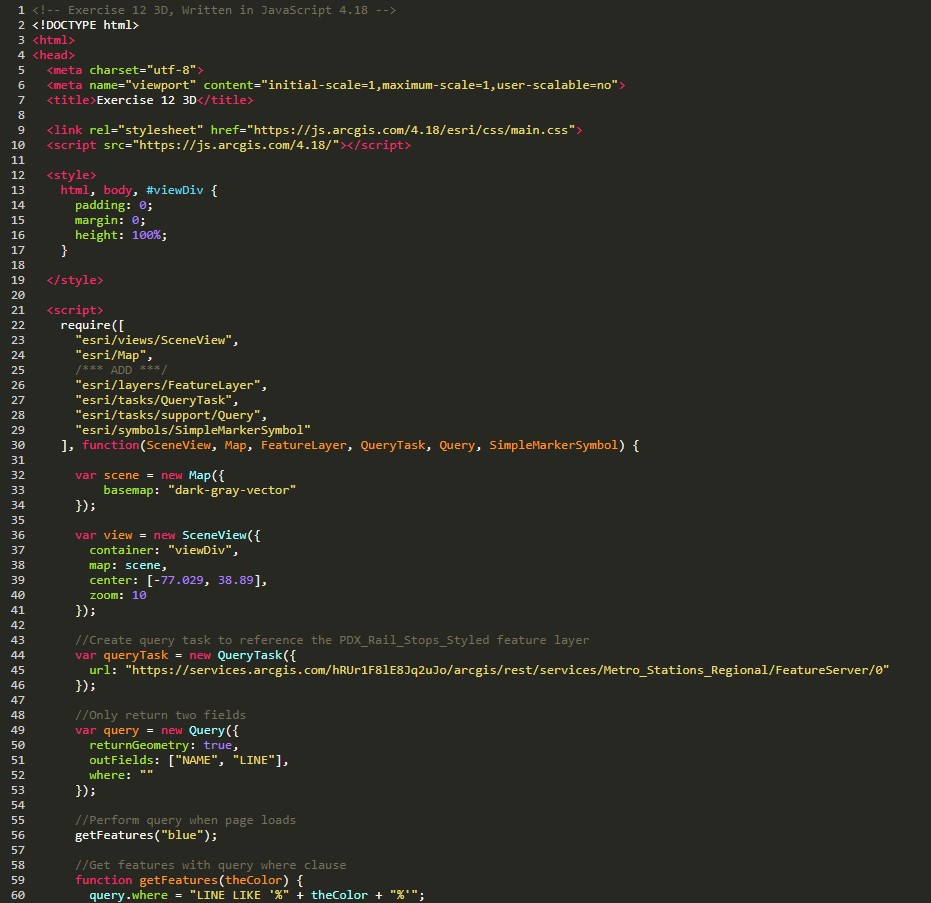 1 <!-- Exercise 12 3D, Written in JavaScript 4.18 -->
2 <!DOCTYPE html>
3 <html>
4 <head>
5   <meta charset="utf-8">
6   <meta name="viewport" content="initial-scale=1,maximum-scale=1,user-scalable=no">
7   <title>Exercise 12 3D</title>
8
9   <link rel="stylesheet" href="https://js.arcgis.com/4.18/esri/css/main.css">
10   <script src="https://js.arcgis.com/4.18/"></script>
11
12   <style>
13     html, body, #viewDiv {
14       padding: 0;
15       margin: 0;
16       height: 100%;
17     }
18
19   </style>
20
21   <script>
22     require([
23       "esri/views/SceneView",
24       "esri/Map",
25       /*** ADD ***/
26       "esri/layers/FeatureLayer",
27       "esri/tasks/QueryTask",
28       "esri/tasks/support/Query",
29       "esri/symbols/SimpleMarkerSymbol"
30     ], function(SceneView, Map, FeatureLayer, QueryTask, Query, SimpleMarkerSymbol) {
31
32       var scene = new Map({
33           basemap: "dark-gray-vector"
34       });
35
36       var view = new SceneView({
37         container: "viewDiv",
38         map: scene,
39         center: [-77.029, 38.89],
40         zoom: 10
41       });
42
43       //Create query task to reference the PDX_Rail_Stops_Styled feature layer
44       var queryTask = new QueryTask({
45         url: "https://services.arcgis.com/hRUr1F8lE8Jq2uJo/arcgis/rest/services/Metro_Stations_Regional/FeatureServer/0"
46       });
47
48       //Only return two fields
49       var query = new Query({
50         returnGeometry: true,
51         outFields: ["NAME", "LINE"],
52         where: ""
53       });
54
55       //Perform query when page loads
56       getFeatures("blue");
57
58       //Get features with query where clause
59       function getFeatures(theColor) {
60         query.where = "LINE LIKE '%" + theColor + "%'";